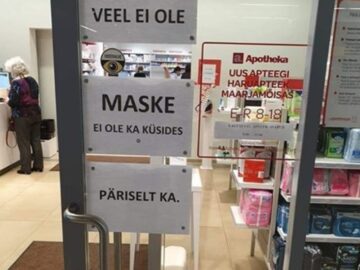 VEEL EI OLE
MASKE
EI OLE KA KÜSIDES
PÄRISELT KA.
Apotheka
UUS APTEEGI
HARUAPTEEK
MAARJAMÕISAS
E-R 8-18